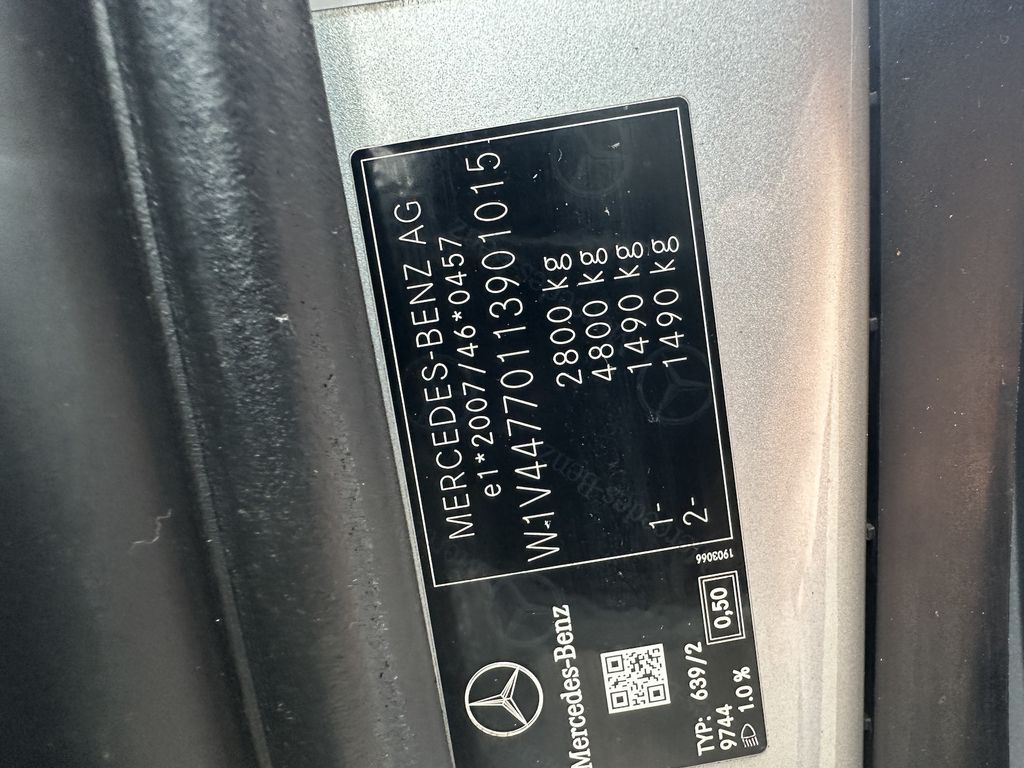 MERCEDES-BENZ AG
e1*2007/46*0457
W1V44770113901015
2800 kg
4800 kg
1- 1490 kg
2- 1490 kg
1903066
Mercedes-Benz
TYP: 639/2
9744
0,50
1.0 %